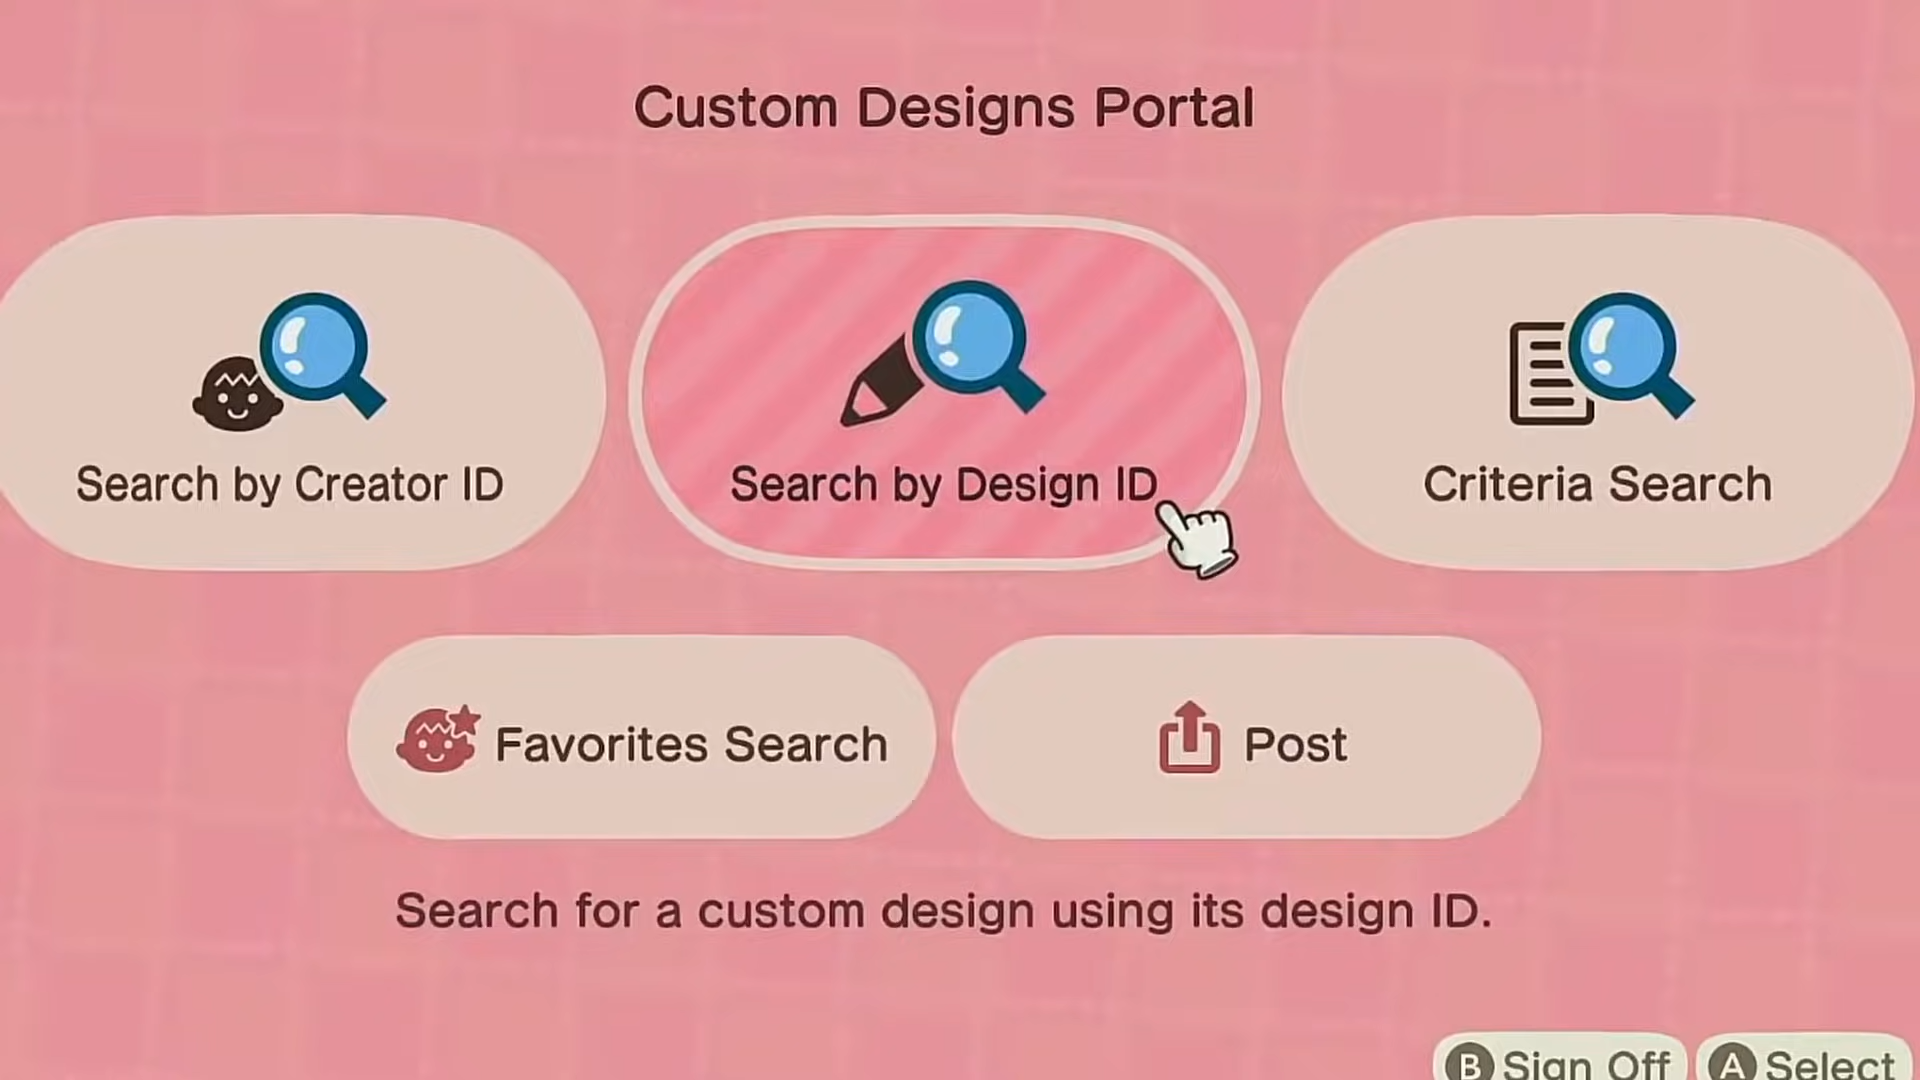 Custom Designs Portal
Search by Creator ID
Search by Design ID
Criteria Search
Favorites Search
Post
Search for a custom design using its design ID.
B Sign Off
A Select